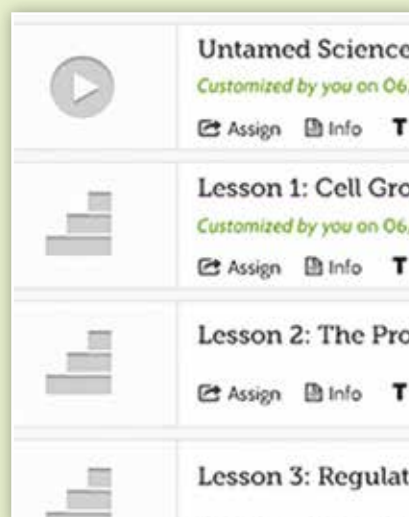 Untamed Science
Customized by you on 06
Assign Info T
Lesson 1: Cell Gro
Customized by you on 06
Assign Info T
Lesson 2: The Pro
Assign Info T
Lesson 3: Regulat